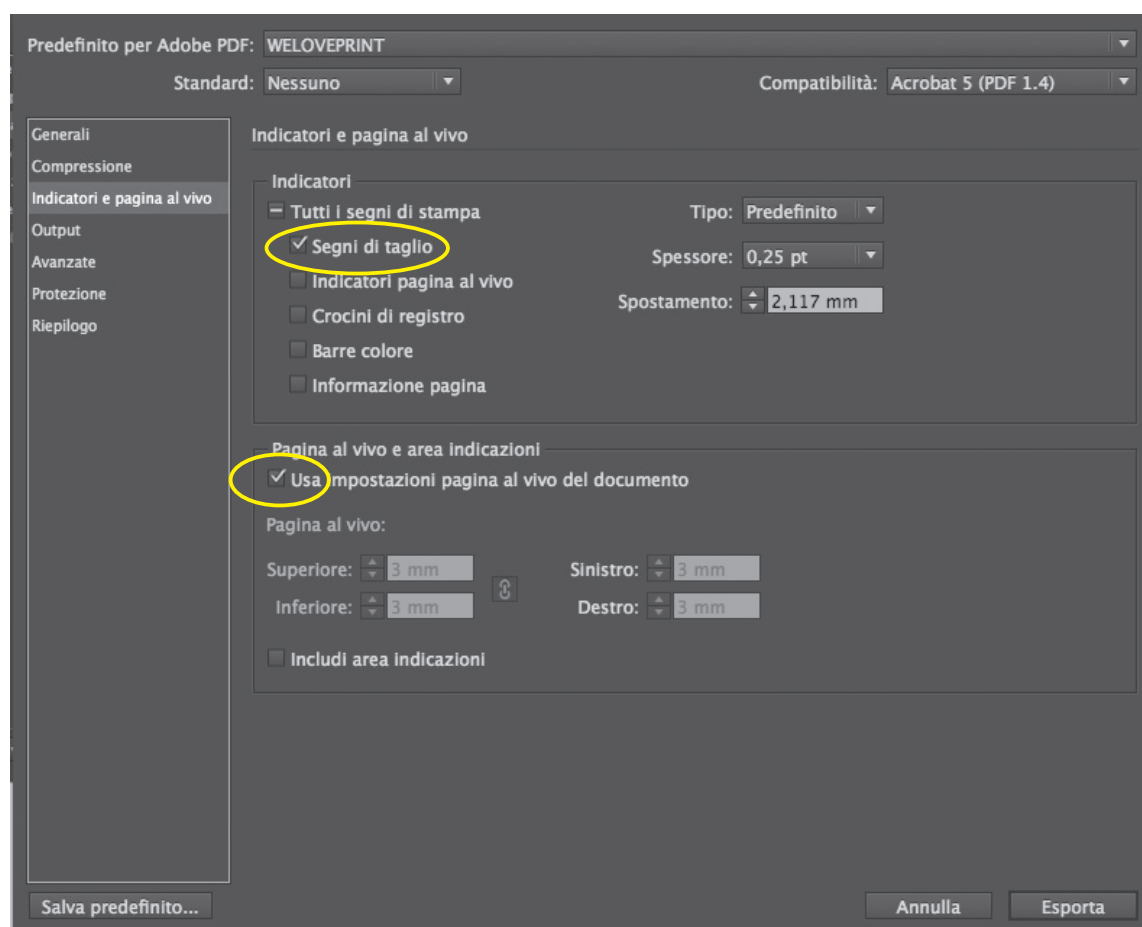 Predefinito per Adobe PDF: WELOVEPRINT
Standard: Nessuno Compatibilità: Acrobat 5 (PDF 1.4)
Generali
Compressione
Indicatori e pagina al vivo
Output
Avanzate
Protezione
Riepilogo
Indicatori e pagina al vivo
Indicatori
Tutti i segni di stampa
Segni di taglio
Indicatori pagina al vivo
Crocini di registro
Barre colore
Informazione pagina
Tipo: Predefinito
Spessore: 0,25 pt
Spostamento: 2,117 mm
Pagina al vivo e area indicazioni
Usa impostazioni pagina al vivo del documento
Pagina al vivo:
Superiore: 3 mm Sinistro: 3 mm
Inferiore: 3 mm Destro: 3 mm
Includi area indicazioni
Salva predefinito... Annulla Esporta